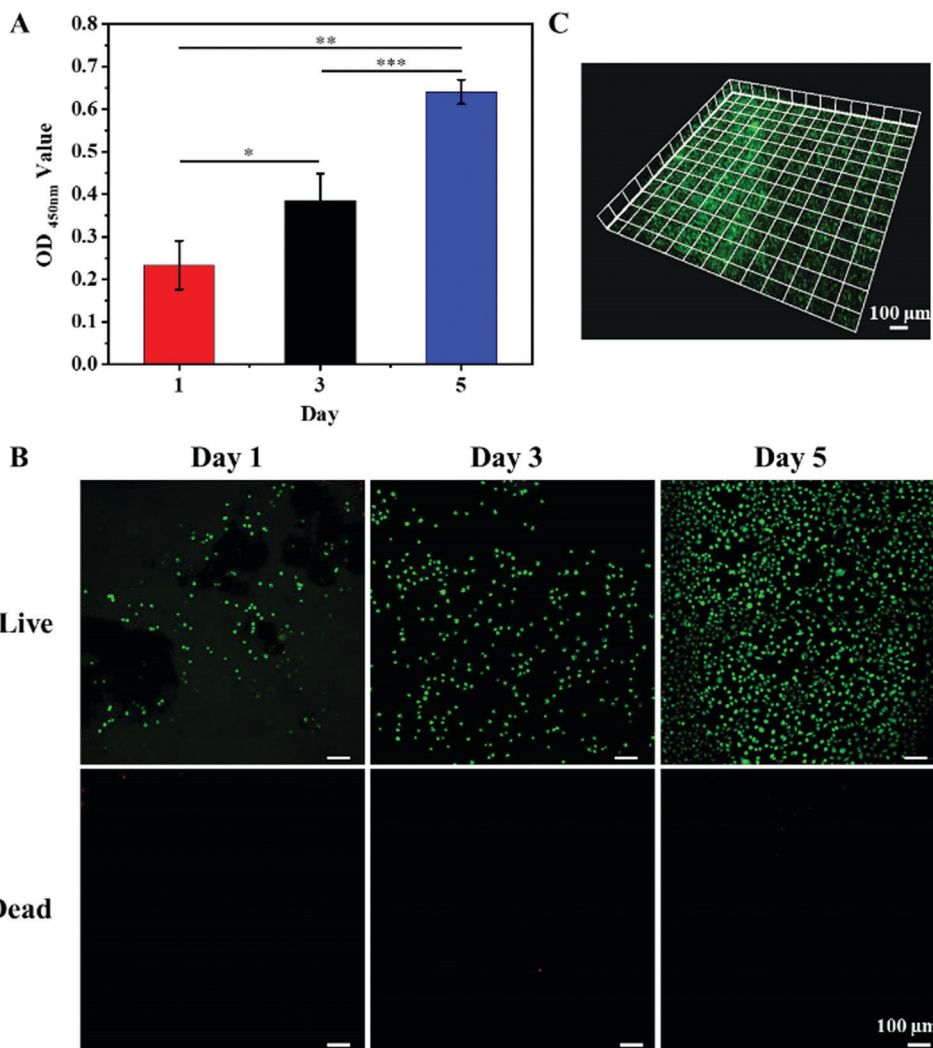 A
0.8
0.7
0.6
0.5
0.4
0.3
0.2
0.1
0.0
OD 450nm Value
**
***
*
1
3
5
Day
C
100 μm
B
Day 1
Day 3
Day 5
Live
Dead
100 μm